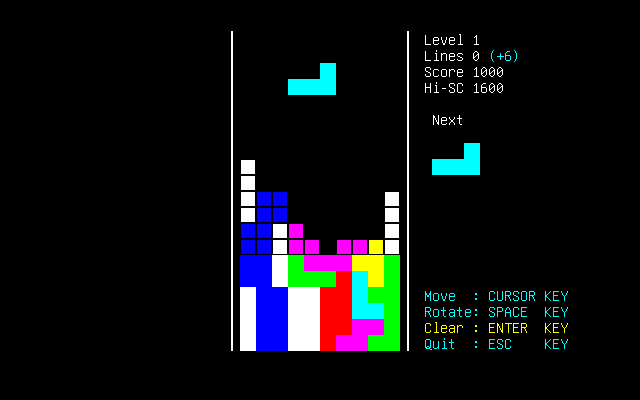 Level 1
Lines 0 (+6)
Score 1000
Hi-SC 1600
Next
Move  : CURSOR KEY
Rotate: SPACE  KEY
Clear : ENTER  KEY
Quit  : ESC    KEY